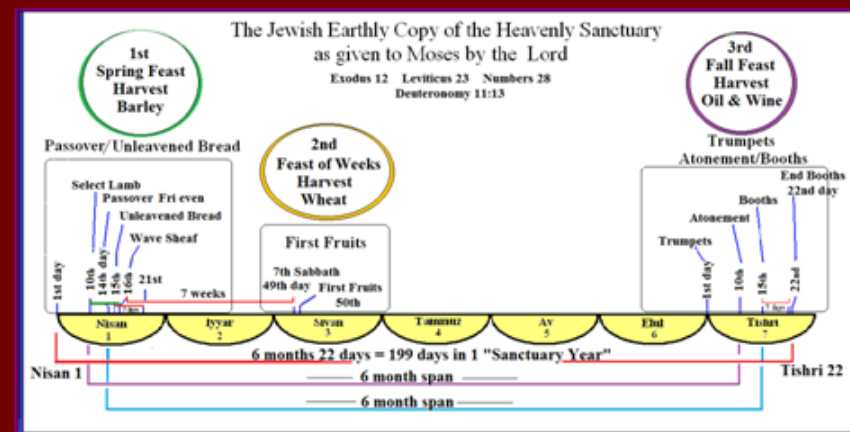 The Jewish Earthly Copy of the Heavenly Sanctuary
as given to Moses by the Lord
Exodus 12 Leviticus 23 Numbers 28
Deuteronomy 11:13
1st
Spring Feast
Harvest
Barley
2nd
Feast of Weeks
Harvest
Wheat
3rd
Fall Feast
Harvest
Oil & Wine
Passover/Unleavened Bread
Select Lamb
Passover Fri even
Unleavened Bread
Wave Sheaf
1st day
10th
14th day
15th
16th
21st
7 weeks
First Fruits
7th Sabbath
49th day
First Fruits
50th
Trumpets
Atonement/Booths
End Booths
22nd day
Booths
Atonement
Trumpets
1st day
10th
15th
22nd
Nisan
1
Iyyar
2
Sivan
3
Tammuz
4
Av
5
Elul
6
Tishri
7
6 months 22 days = 199 days in 1 "Sanctuary Year"
Nisan 1
Tishri 22
6 month span
6 month span